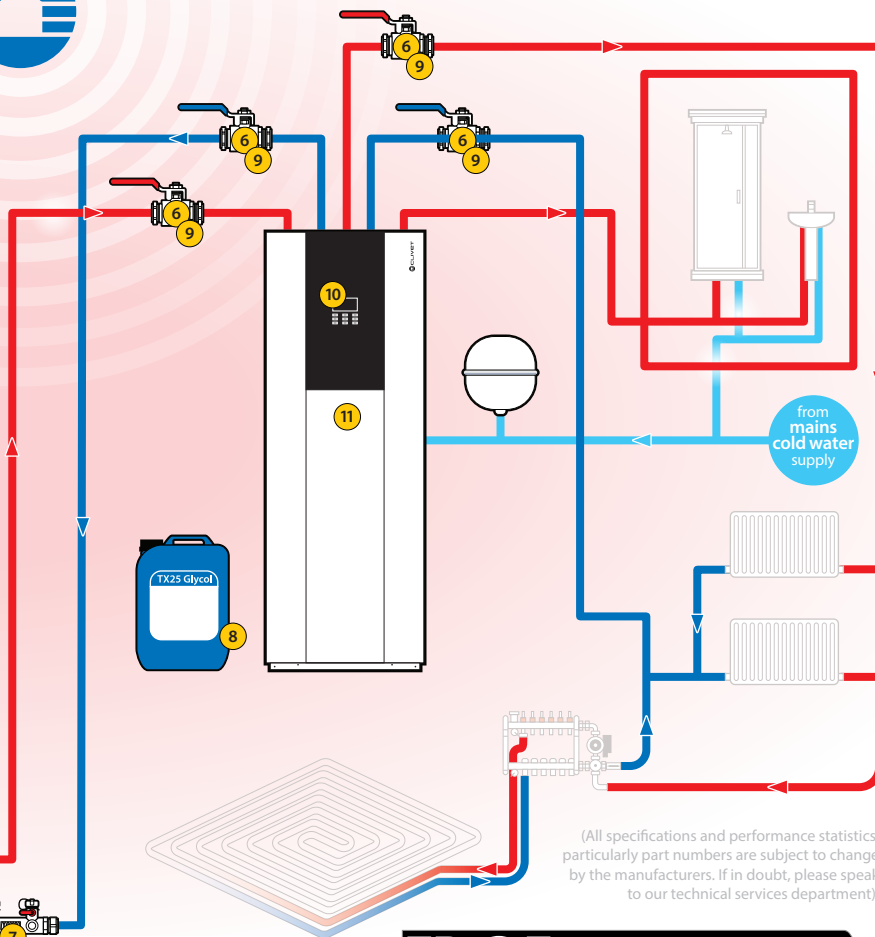 6
9
6
9
6
9
6
9
CLIVET
10
11
from
mains
cold water
supply
TX25 Glycol
8
(All specifications and performance statistics
particularly part numbers are subject to change
by the manufacturers. If in doubt, please speak
to our technical services department)
7